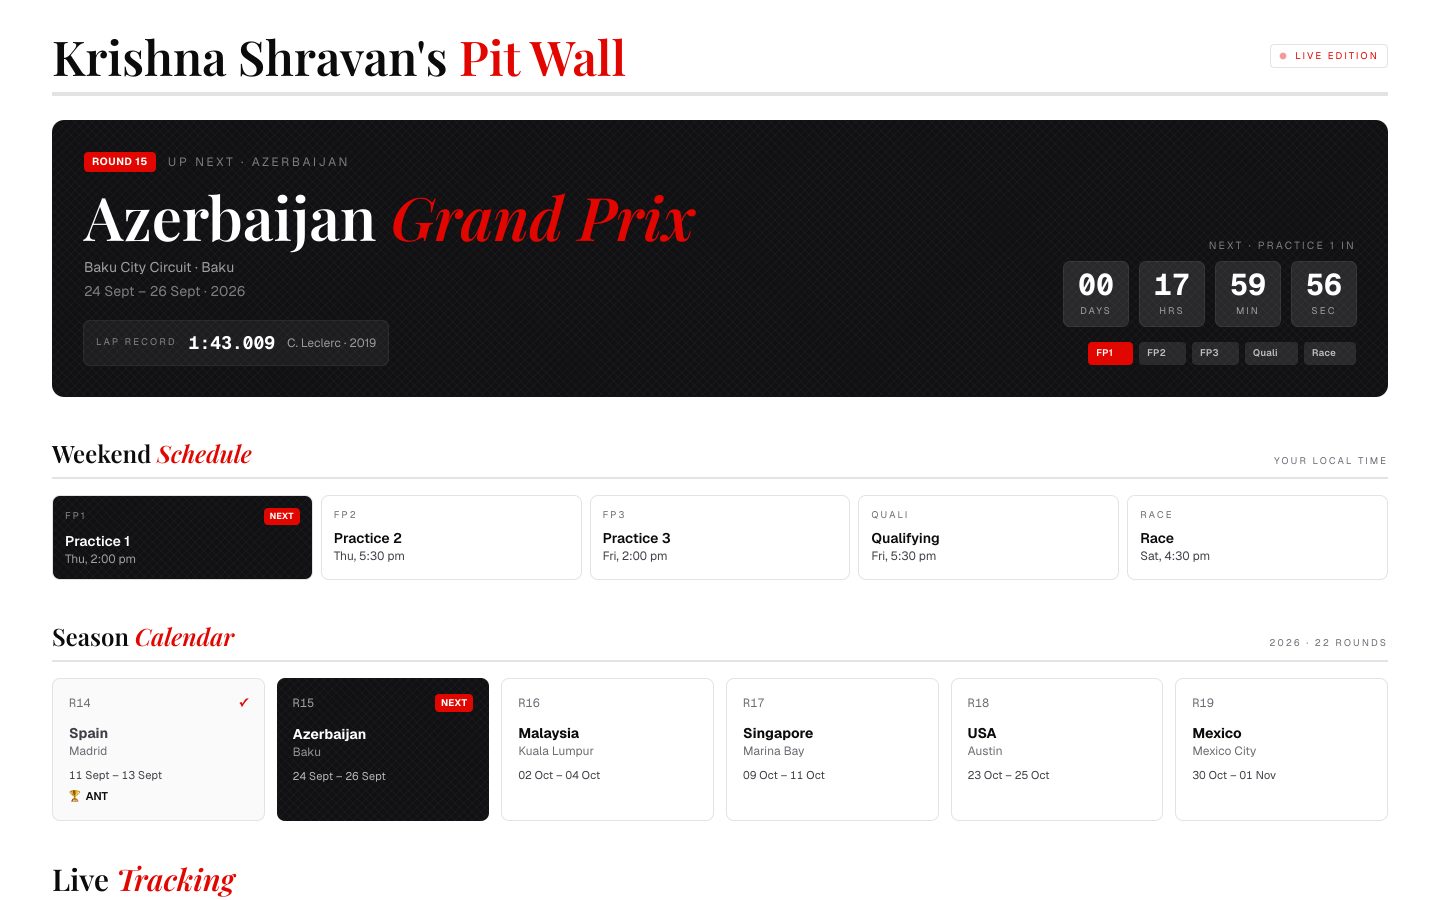 Krishna Shravan's Pit Wall
LIVE EDITION
ROUND 15 UP NEXT · AZERBAIJAN
Azerbaijan Grand Prix
Baku City Circuit · Baku
24 Sept – 26 Sept · 2026
LAP RECORD 1:43.009 C. Leclerc · 2019
NEXT · PRACTICE 1 IN
00 17 59 56
DAYS HRS MIN SEC
FP1 FP2 FP3 Quali Race
Weekend Schedule
YOUR LOCAL TIME
FP1 NEXT
Practice 1
Thu, 2:00 pm
FP2
Practice 2
Thu, 5:30 pm
FP3
Practice 3
Fri, 2:00 pm
QUALI
Qualifying
Fri, 5:30 pm
RACE
Race
Sat, 4:30 pm
Season Calendar
2026 · 22 ROUNDS
R14 ✓
Spain
Madrid
11 Sept – 13 Sept
🏆 ANT
R15 NEXT
Azerbaijan
Baku
24 Sept – 26 Sept
R16
Malaysia
Kuala Lumpur
02 Oct – 04 Oct
R17
Singapore
Marina Bay
09 Oct – 11 Oct
R18
USA
Austin
23 Oct – 25 Oct
R19
Mexico
Mexico City
30 Oct – 01 Nov
Live Tracking